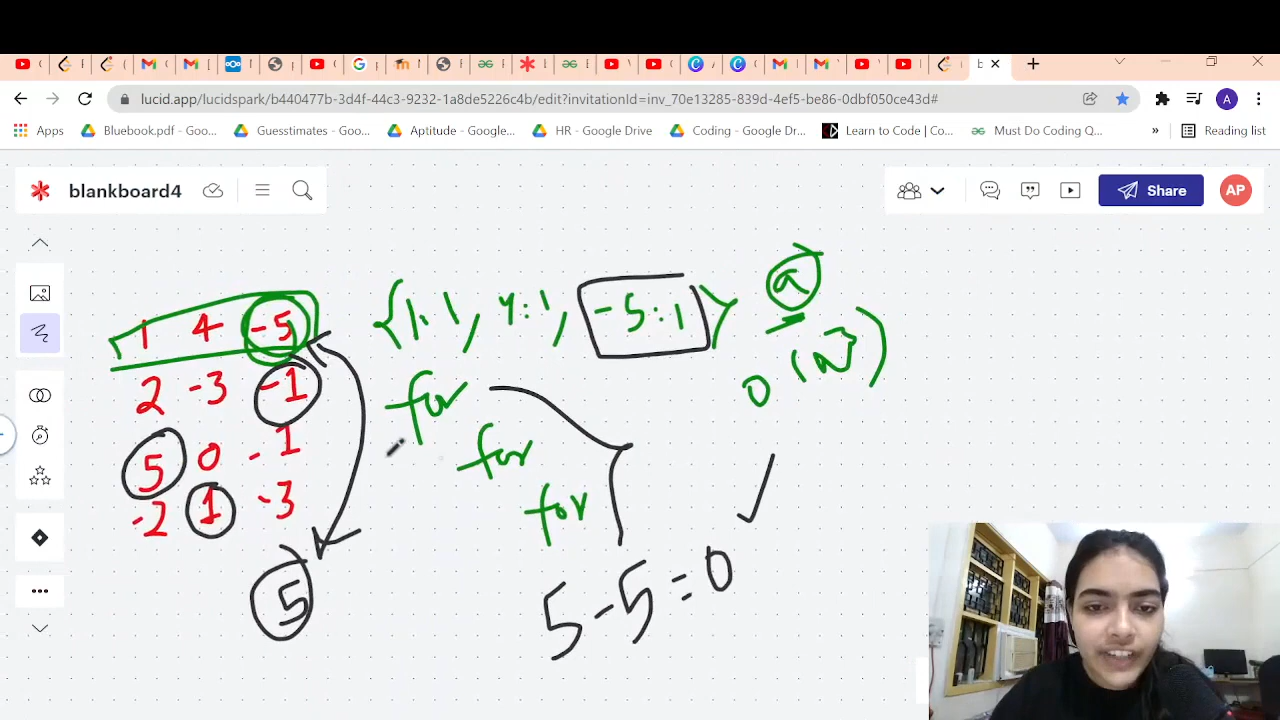 lucid.app/lucidspark/b440477b-3d4f-44c3-9232-1a8de5226c4b/edit?invitationId=inv_70e13285-839d-4ef5-be86-0dbf050ce43d#
A
Apps
Bluebook.pdf - Goo...
Guesstimates - Goo...
Aptitude - Google...
HR - Google Drive
Coding - Google Dr...
Learn to Code | Co...
Must Do Coding Q...
»
Reading list
blankboard4
Share
AP
1 4 -5
{1:1, 4:1, -5:1} a
2 -3 -1
O(N³)
for
5 0 -1
for
-2 1 -3
for
5
5-5=0